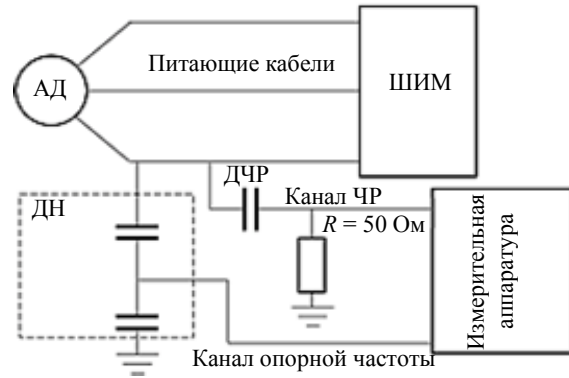 Питающие кабели
АД
ШИМ
ДЧР
Канал ЧР
ДН
R = 50 Ом
Измерительная
аппаратура
Канал опорной частоты